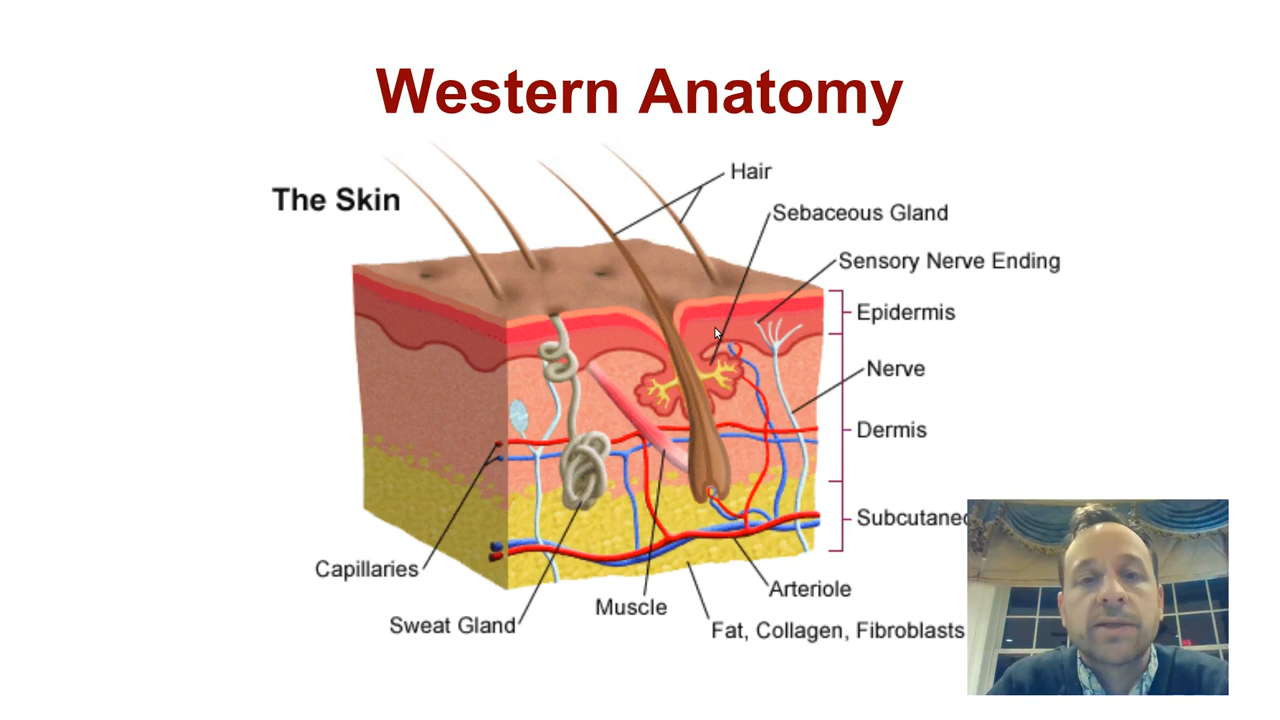 Western Anatomy
The Skin
Hair
Sebaceous Gland
Sensory Nerve Ending
Epidermis
Nerve
Dermis
Subcutaneo
Capillaries
Arteriole
Muscle
Sweat Gland
Fat, Collagen, Fibroblasts